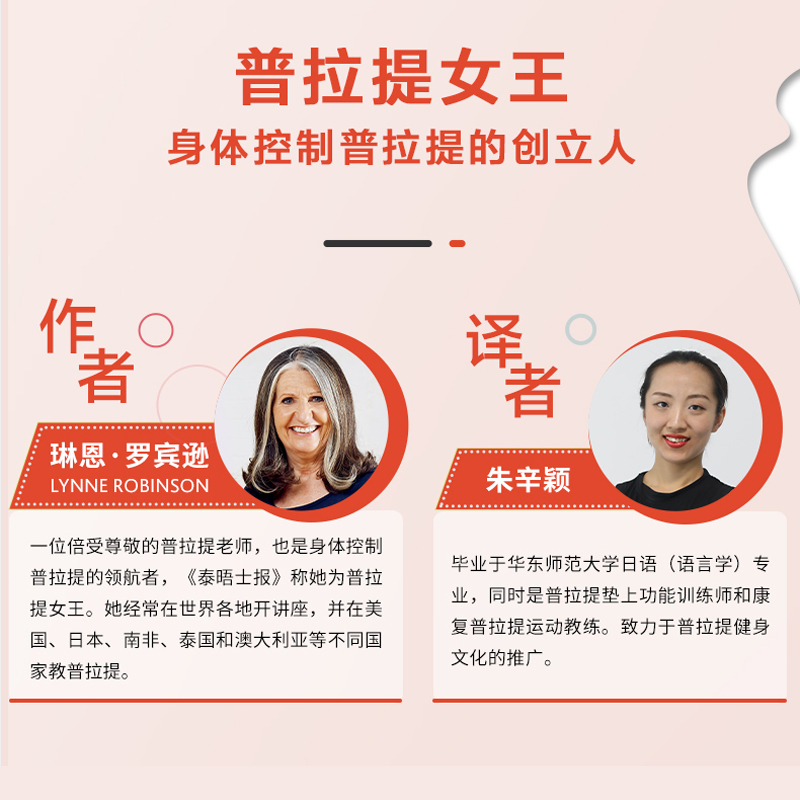 普拉提女王
身体控制普拉提的创立人
作者
琳恩·罗宾逊
LYNNE ROBINSON
一位倍受尊敬的普拉提老师，也是身体控制
普拉提的领航者，《泰晤士报》称她为普拉
提女王。她经常在世界各地开讲座，并在美
国、日本、南非、泰国和澳大利亚等不同国
家教普拉提。
译者
朱辛颖
毕业于华东师范大学日语（语言学）专
业，同时是普拉提垫上功能训练师和康
复普拉提运动教练。致力于普拉提健身
文化的推广。